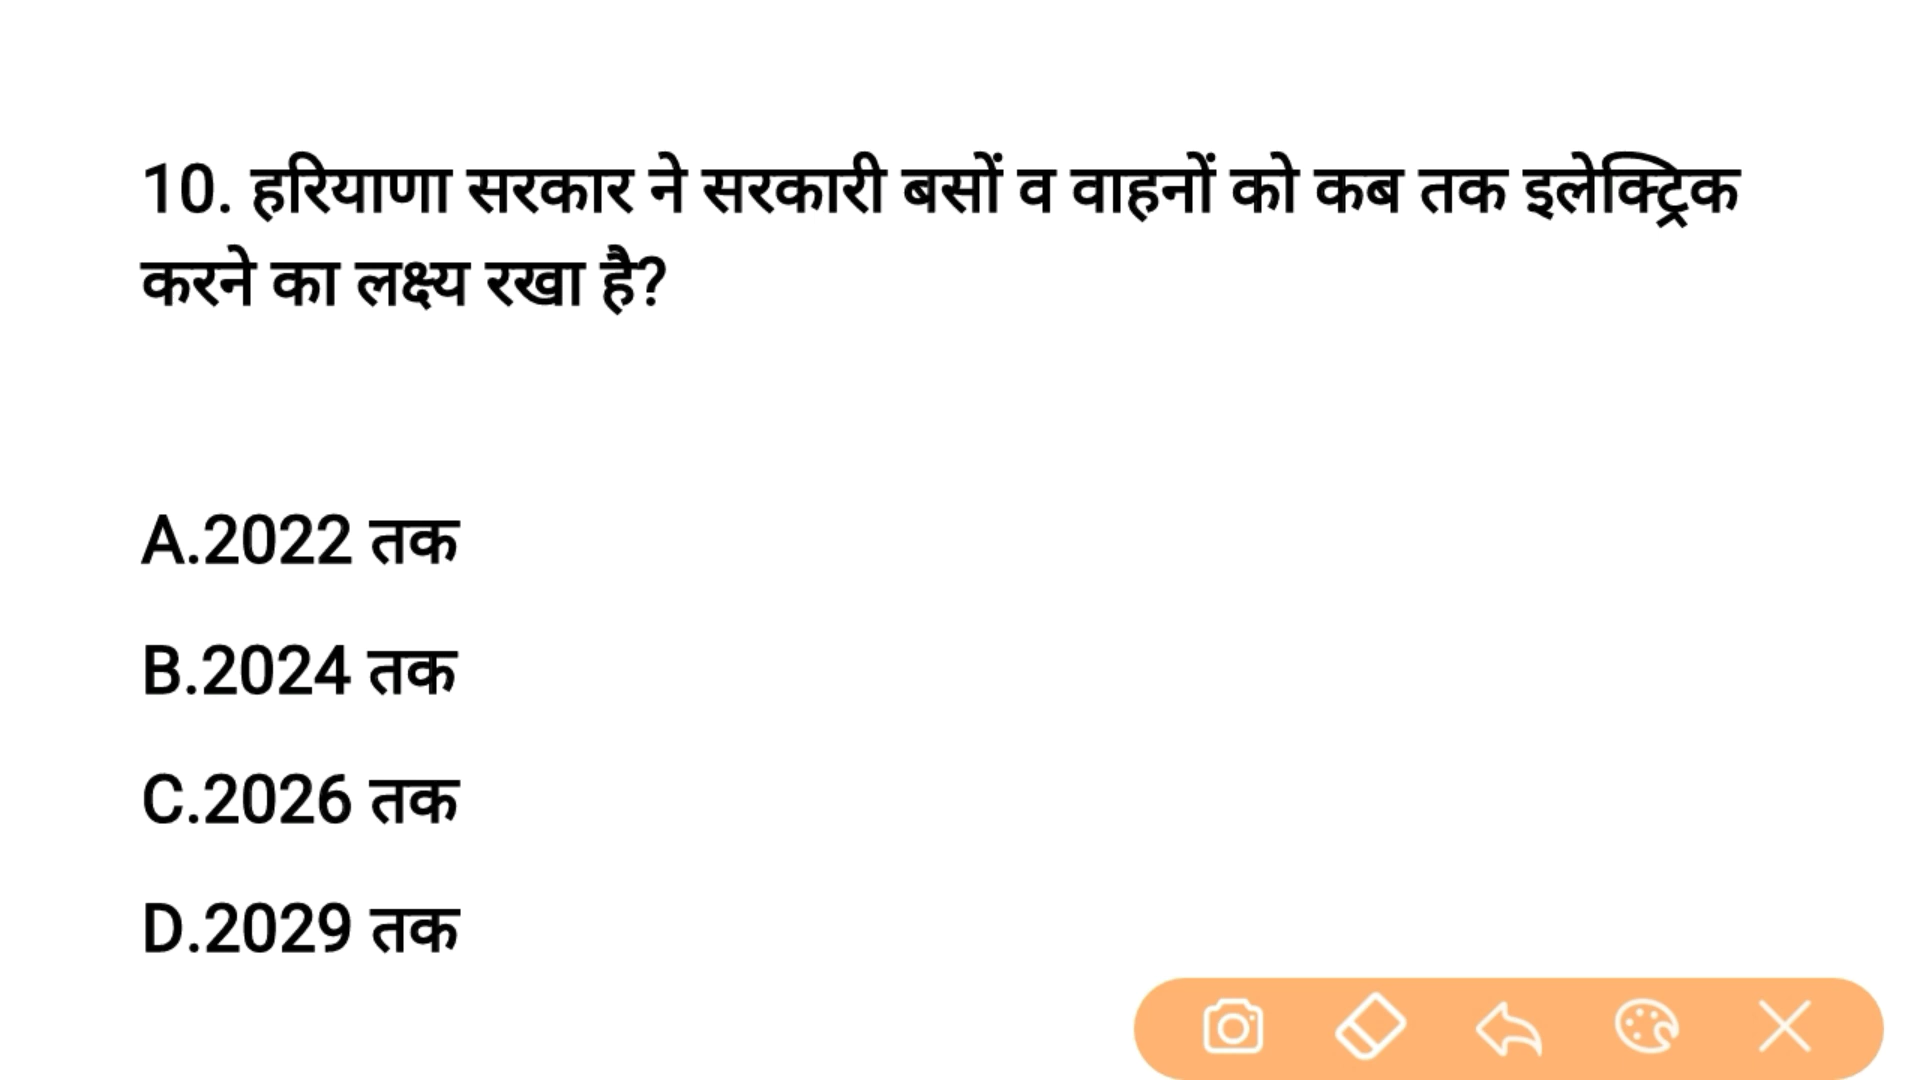 10. हरियाणा सरकार ने सरकारी बसों व वाहनों को कब तक इलेक्ट्रिक
करने का लक्ष्य रखा है?
A.2022 तक
B.2024 तक
C.2026 तक
D.2029 तक